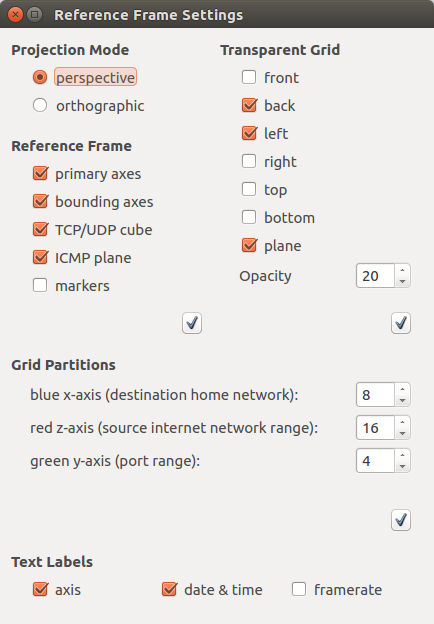 Reference Frame Settings
Projection Mode
perspective
orthographic
Reference Frame
primary axes
bounding axes
TCP/UDP cube
ICMP plane
markers
Transparent Grid
front
back
left
right
top
bottom
plane
Opacity 20
Grid Partitions
blue x-axis (destination home network): 8
red z-axis (source internet network range): 16
green y-axis (port range): 4
Text Labels
axis date & time framerate